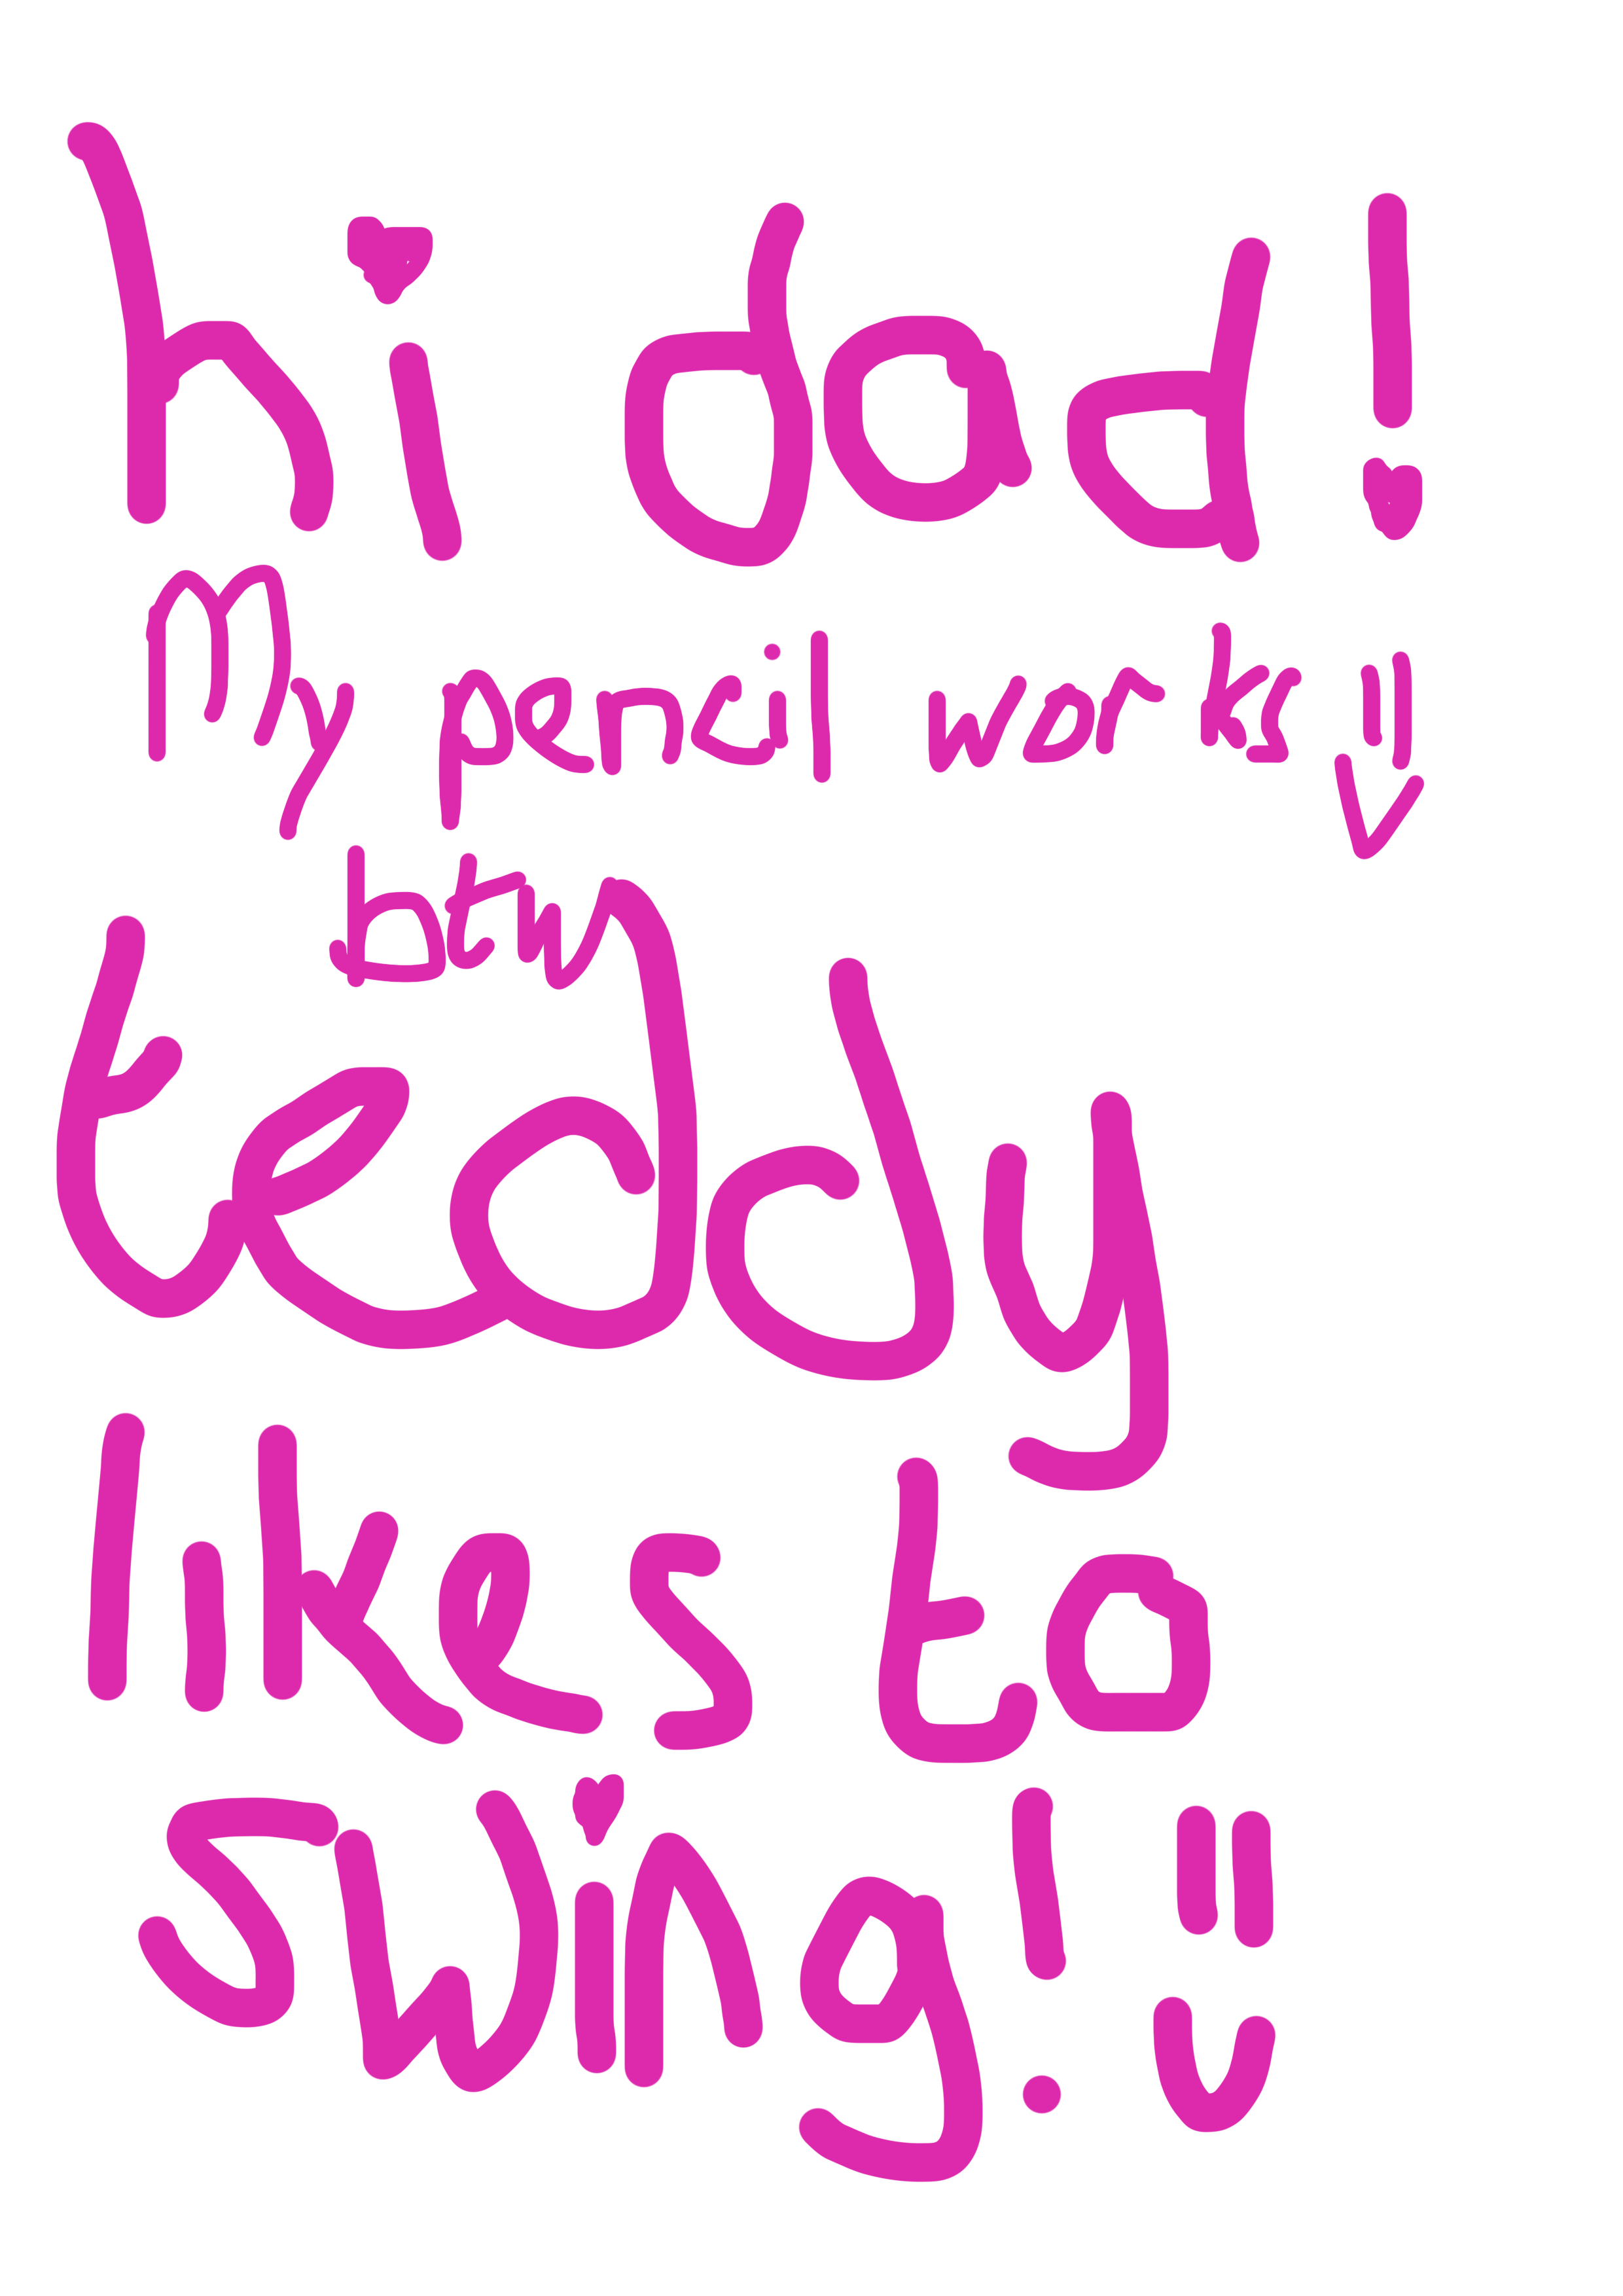 hi dad!
My pencil works
btw
teddy
likes to
swing!